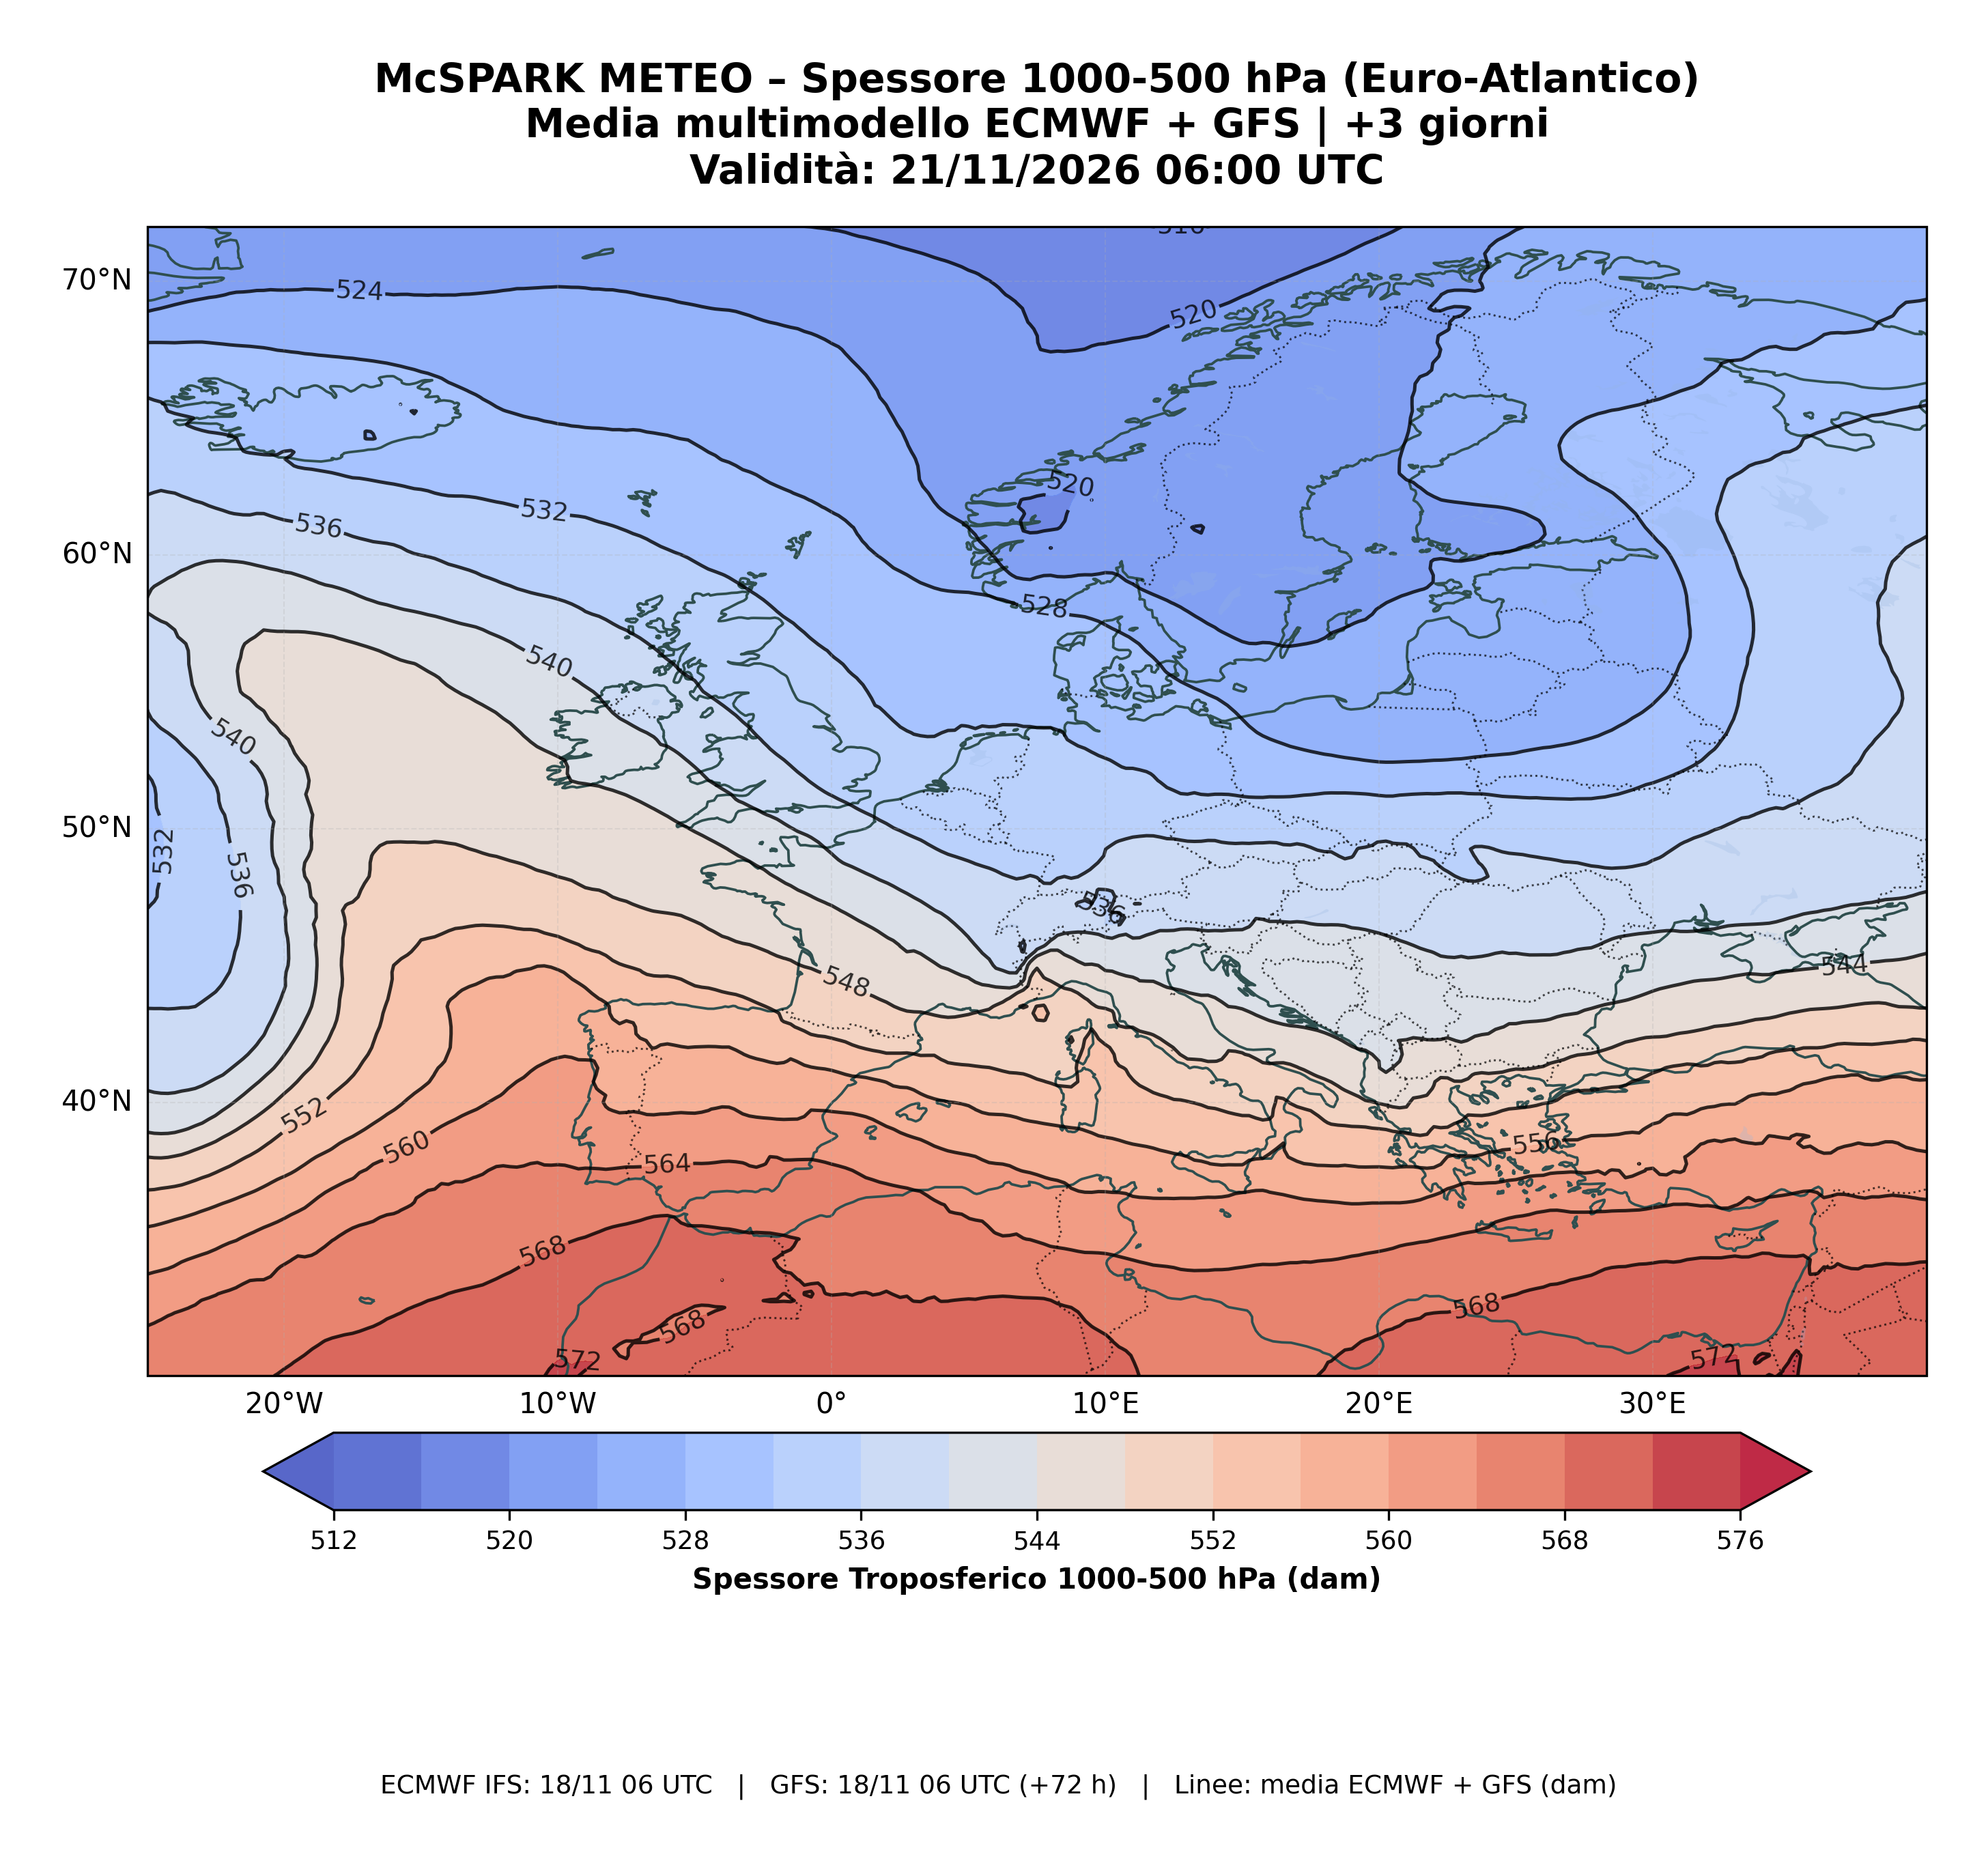 McSPARK METEO – Spessore 1000-500 hPa (Euro-Atlantico)
Media multimodello ECMWF + GFS | +3 giorni
Validità: 21/11/2026 06:00 UTC
70°N
60°N
50°N
40°N
524
520
520
532
536
528
540
540
532
536
536
548
544
552
560
564
556
568
568
568
572
572
20°W 10°W 0° 10°E 20°E 30°E
512 520 528 536 544 552 560 568 576
Spessore Troposferico 1000-500 hPa (dam)
ECMWF IFS: 18/11 06 UTC | GFS: 18/11 06 UTC (+72 h) | Linee: media ECMWF + GFS (dam)